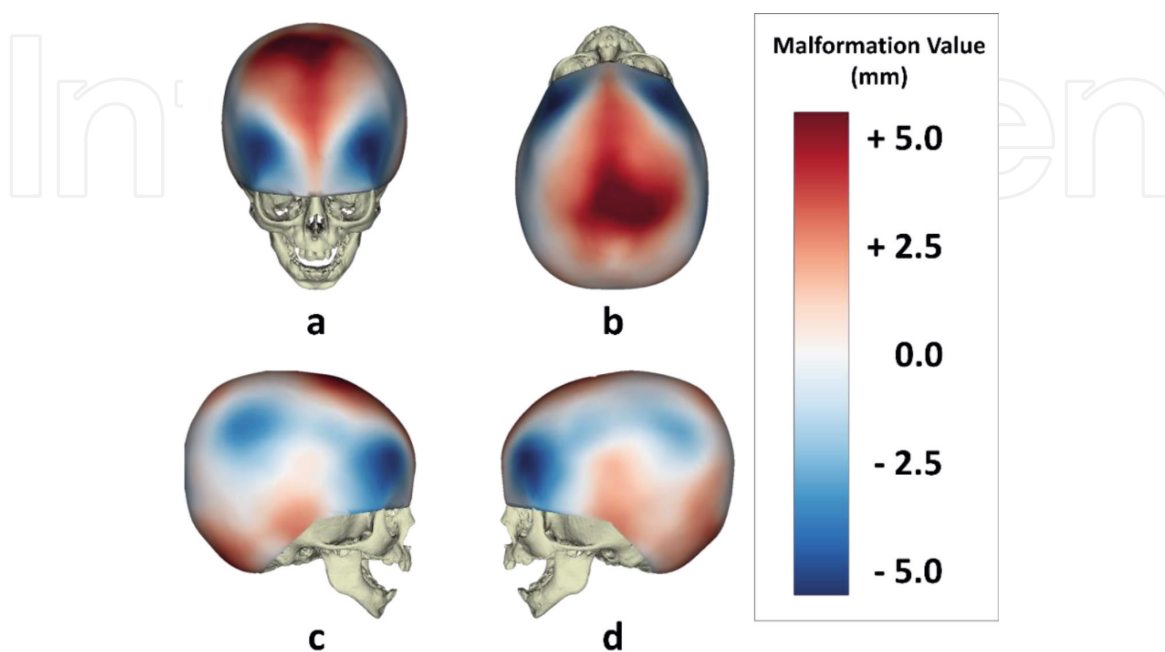 Malformation Value
(mm)
+ 5.0
+ 2.5
0.0
- 2.5
- 5.0
a
b
c
d